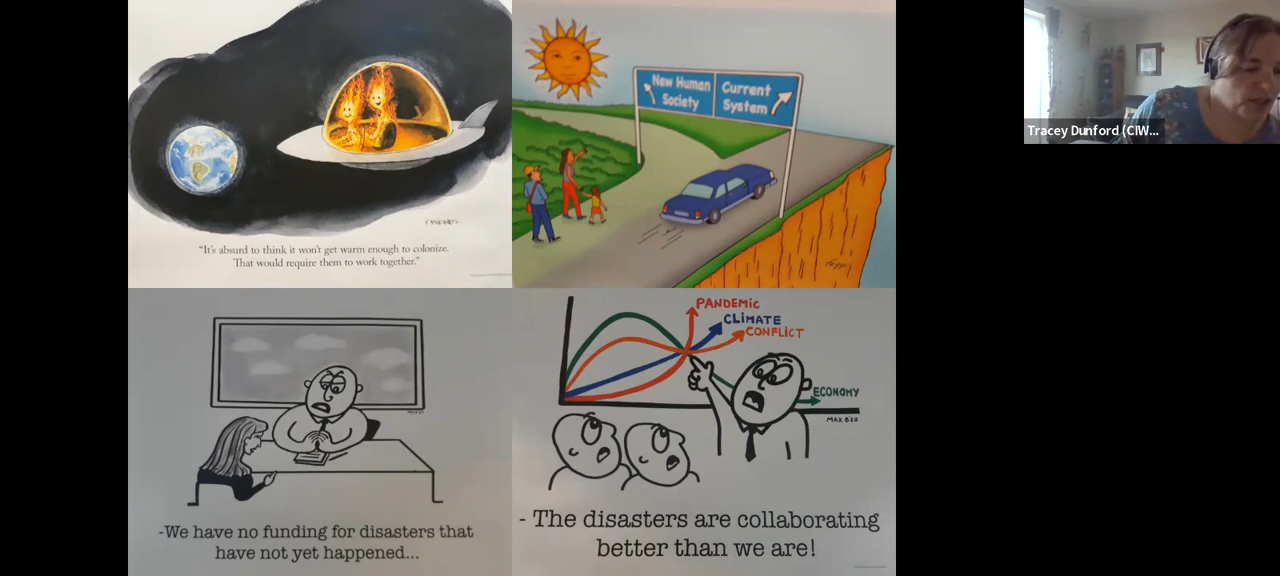 "It's absurd to think it won't get warm enough to colonize.
That would require them to work together."
New Human
Society
Current
System
-We have no funding for disasters that
have not yet happened...
PANDEMIC
CLIMATE
CONFLICT
ECONOMY
MAX B'20
- The disasters are collaborating
better than we are!
Tracey Dunford (CIW...